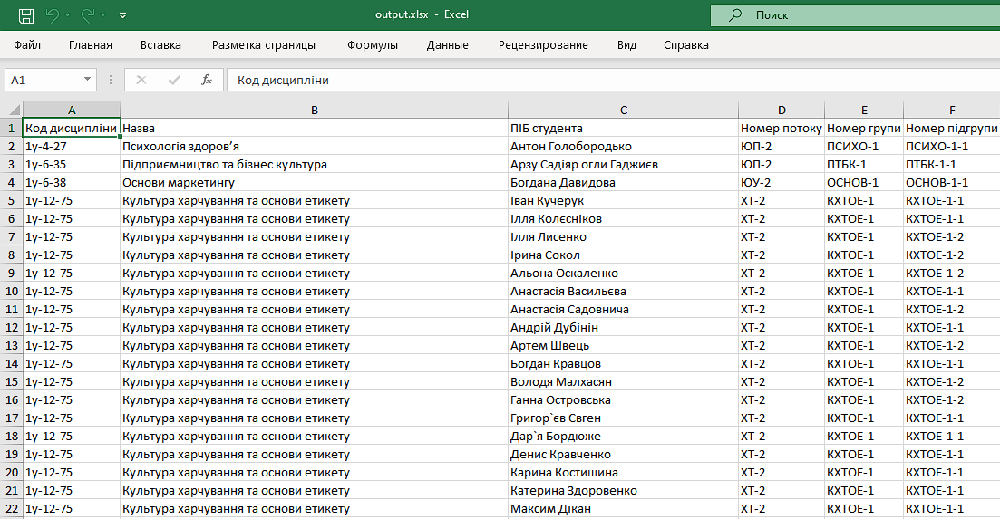 output.xlsx - Excel
Поиск
Файл Главная Вставка Разметка страницы Формулы Данные Рецензирование Вид Справка
A1 fx Код дисципліни
A B C D E F
1 Код дисципліни Назва ПІБ студента Номер потоку Номер групи Номер підгрупи
2 1у-4-27 Психологія здоров’я Антон Голобородько ЮП-2 ПСИХО-1 ПСИХО-1-1
3 1у-6-35 Підприємництво та бізнес культура Арзу Садіяр огли Гаджиєв ЮП-2 ПТБК-1 ПТБК-1-1
4 1у-6-38 Основи маркетингу Богдана Давидова ЮУ-2 ОСНОВ-1 ОСНОВ-1-1
5 1у-12-75 Культура харчування та основи етикету Іван Кучерук ХТ-2 КХТОЕ-1 КХТОЕ-1-1
6 1у-12-75 Культура харчування та основи етикету Ілля Колєсніков ХТ-2 КХТОЕ-1 КХТОЕ-1-1
7 1у-12-75 Культура харчування та основи етикету Ілля Лисенко ХТ-2 КХТОЕ-1 КХТОЕ-1-2
8 1у-12-75 Культура харчування та основи етикету Ірина Сокол ХТ-2 КХТОЕ-1 КХТОЕ-1-2
9 1у-12-75 Культура харчування та основи етикету Альона Оскаленко ХТ-2 КХТОЕ-1 КХТОЕ-1-2
10 1у-12-75 Культура харчування та основи етикету Анастасія Васильєва ХТ-2 КХТОЕ-1 КХТОЕ-1-1
11 1у-12-75 Культура харчування та основи етикету Анастасія Садовнича ХТ-2 КХТОЕ-1 КХТОЕ-1-2
12 1у-12-75 Культура харчування та основи етикету Андрій Дубінін ХТ-2 КХТОЕ-1 КХТОЕ-1-1
13 1у-12-75 Культура харчування та основи етикету Артем Швець ХТ-2 КХТОЕ-1 КХТОЕ-1-2
14 1у-12-75 Культура харчування та основи етикету Богдан Кравцов ХТ-2 КХТОЕ-1 КХТОЕ-1-1
15 1у-12-75 Культура харчування та основи етикету Володя Малхасян ХТ-2 КХТОЕ-1 КХТОЕ-1-2
16 1у-12-75 Культура харчування та основи етикету Ганна Островська ХТ-2 КХТОЕ-1 КХТОЕ-1-2
17 1у-12-75 Культура харчування та основи етикету Григор`єв Євген ХТ-2 КХТОЕ-1 КХТОЕ-1-1
18 1у-12-75 Культура харчування та основи етикету Дар`я Бордюже ХТ-2 КХТОЕ-1 КХТОЕ-1-1
19 1у-12-75 Культура харчування та основи етикету Денис Кравченко ХТ-2 КХТОЕ-1 КХТОЕ-1-1
20 1у-12-75 Культура харчування та основи етикету Карина Костишина ХТ-2 КХТОЕ-1 КХТОЕ-1-1
21 1у-12-75 Культура харчування та основи етикету Катерина Здоровенко ХТ-2 КХТОЕ-1 КХТОЕ-1-1
22 1у-12-75 Культура харчування та основи етикету Максим Дікан ХТ-2 КХТОЕ-1 КХТОЕ-1-1